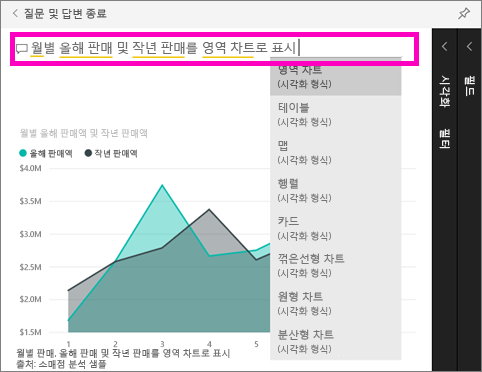 질문 및 답변 종료
월별 올해 판매 및 작년 판매를 영역 차트로 표시
영역 차트
(시각화 형식)
테이블
(시각화 형식)
맵
(시각화 형식)
행렬
(시각화 형식)
카드
(시각화 형식)
꺾은선형 차트
(시각화 형식)
원형 차트
(시각화 형식)
분산형 차트
(시각화 형식)
시각화
필터
필드
월별 올해 판매액 및 작년 판매액
올해 판매액 작년 판매액
$4.0M
$3.5M
$3.0M
$2.5M
$2.0M
$1.5M
1 2 3 4 5
월별 판매, 올해 판매 및 작년 판매를 영역 차트로 표시
출처: 소매점 분석 샘플